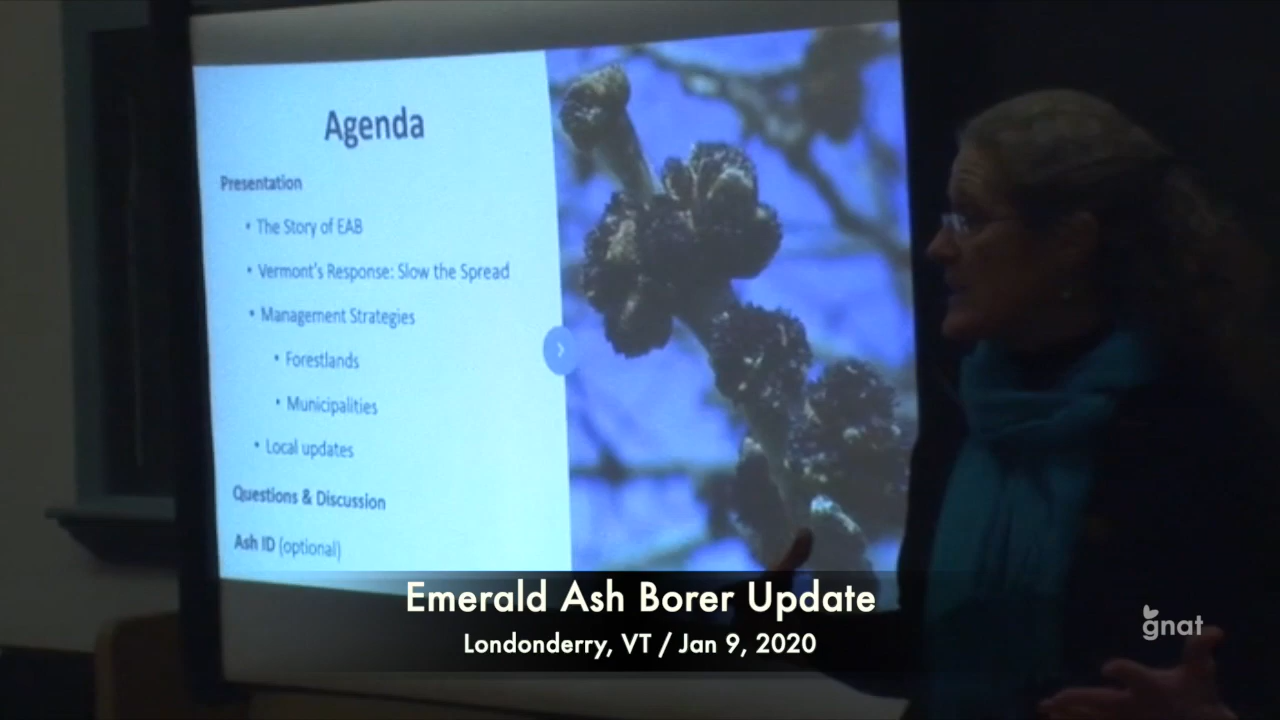 Agenda
Presentation
• The Story of EAB
• Vermont's Response: Slow the Spread
• Management Strategies
• Forestlands
• Municipalities
• Local updates
Questions & Discussion
Ash ID (optional)
Emerald Ash Borer Update
Londonderry, VT / Jan 9, 2020
gnat